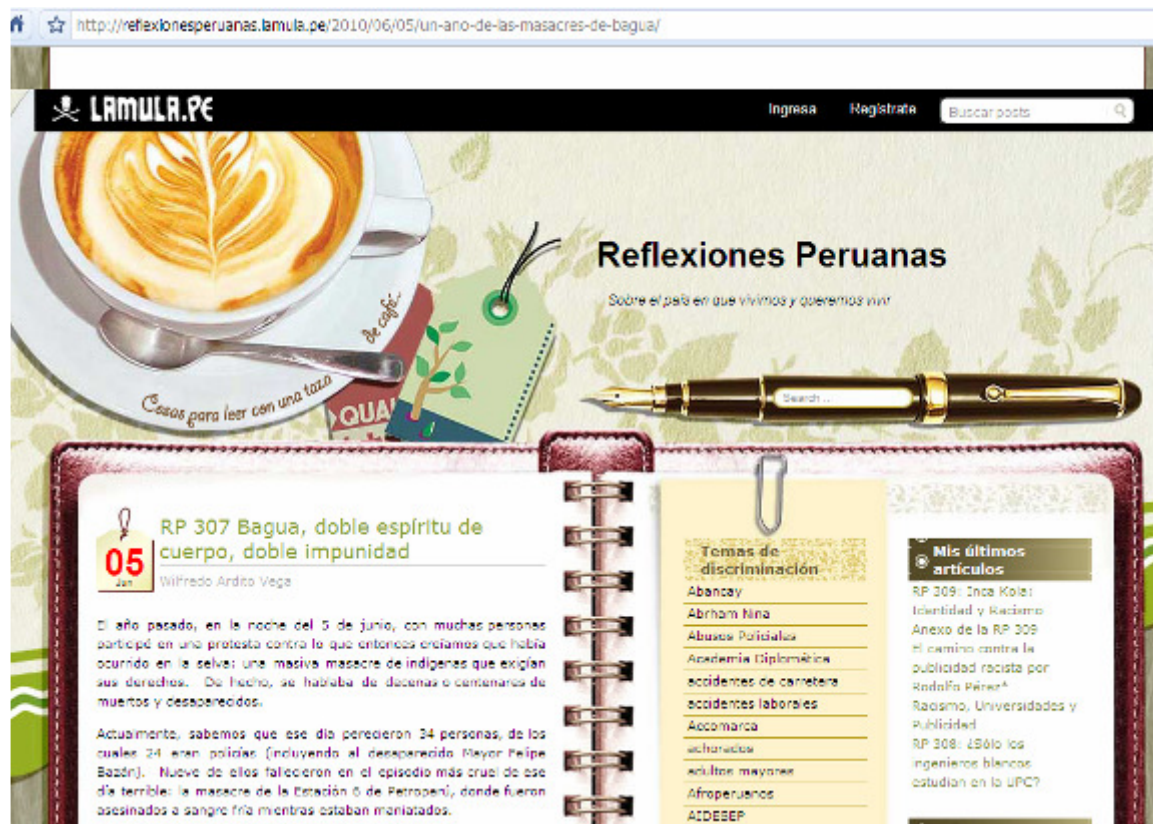 http://reflexionesperuanas.lamula.pe/2010/06/05/un-ano-de-las-masacres-de-bagua/
LAMULA.PE
Ingresa
Regístrate
Buscar posts
de café...
Cosas para leer con una taza
QUA
Reflexiones Peruanas
Sobre el país en que vivimos y queremos vivir
Search ...
05
Jun
RP 307 Bagua, doble espíritu de
cuerpo, doble impunidad
Wilfredo Ardito Vega
El año pasado, en la noche del 5 de junio, con muchas personas
participé en una protesta contra lo que entonces creíamos que había
ocurrido en la selva: una masiva masacre de indígenas que exigían
sus derechos. De hecho, se hablaba de decenas o centenares de
muertos y desaparecidos.
Actualmente, sabemos que ese día perecieron 34 personas, de los
cuales 24 eran policías (incluyendo al desaparecido Mayor Felipe
Bazán). Nueve de ellos fallecieron en el episodio más cruel de ese
día terrible: la masacre de la Estación 6 de Petroperú, donde fueron
asesinados a sangre fría mientras estaban maniatados.
Temas de
discriminación
Abancay
Abrham Nina
Abusos Policiales
Academia Diplomática
accidentes de carretera
accidentes laborales
Accomarca
achorados
adultos mayores
Afroperuanos
AIDESEP
Mis últimos
artículos
RP 309: Inca Kola:
Identidad y Racismo
Anexo de la RP 309
El camino contra la
publicidad racista por
Rodolfo Pérez*
Racismo, Universidades y
Publicidad
RP 308: ¿Sólo los
ingenieros blancos
estudian en la UPC?